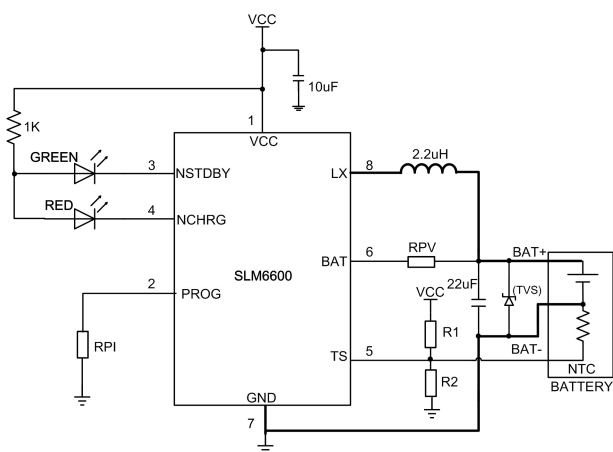 VCC
10uF
1K
1
VCC
GREEN
3
NSTDBY
LX
8
2.2uH
RED
4
NCHRG
6
BAT
RPV
BAT+
SLM6600
2
PROG
22uF
(TVS)
VCC
R1
RPI
BAT-
TS
5
R2
NTC
BATTERY
GND
7